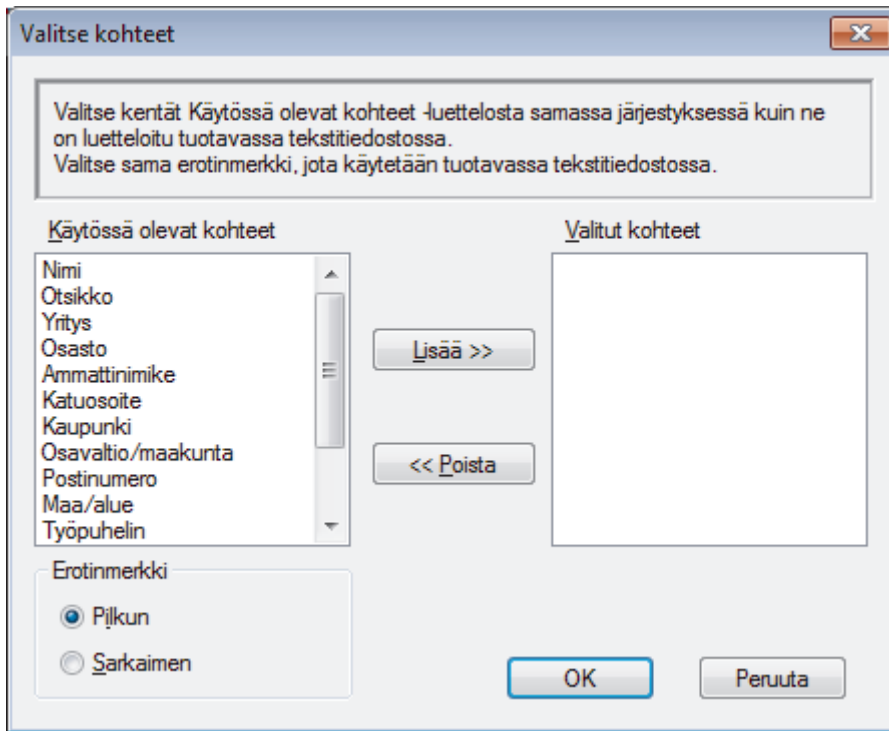 Valitse kohteet
Valitse kentät Käytössä olevat kohteet -luettelosta samassa järjestyksessä kuin ne
on luetteloitu tuotavassa tekstitiedostossa.
Valitse sama erotinmerkki, jota käytetään tuotavassa tekstitiedostossa.
Käytössä olevat kohteet
Nimi
Otsikko
Yritys
Osasto
Ammattinimike
Katuosoite
Kaupunki
Osavaltio/maakunta
Postinumero
Maa/alue
Työpuhelin
Lisää >>
<< Poista
Valitut kohteet
Erotinmerkki
Pilkun
Sarkaimen
OK
Peruuta